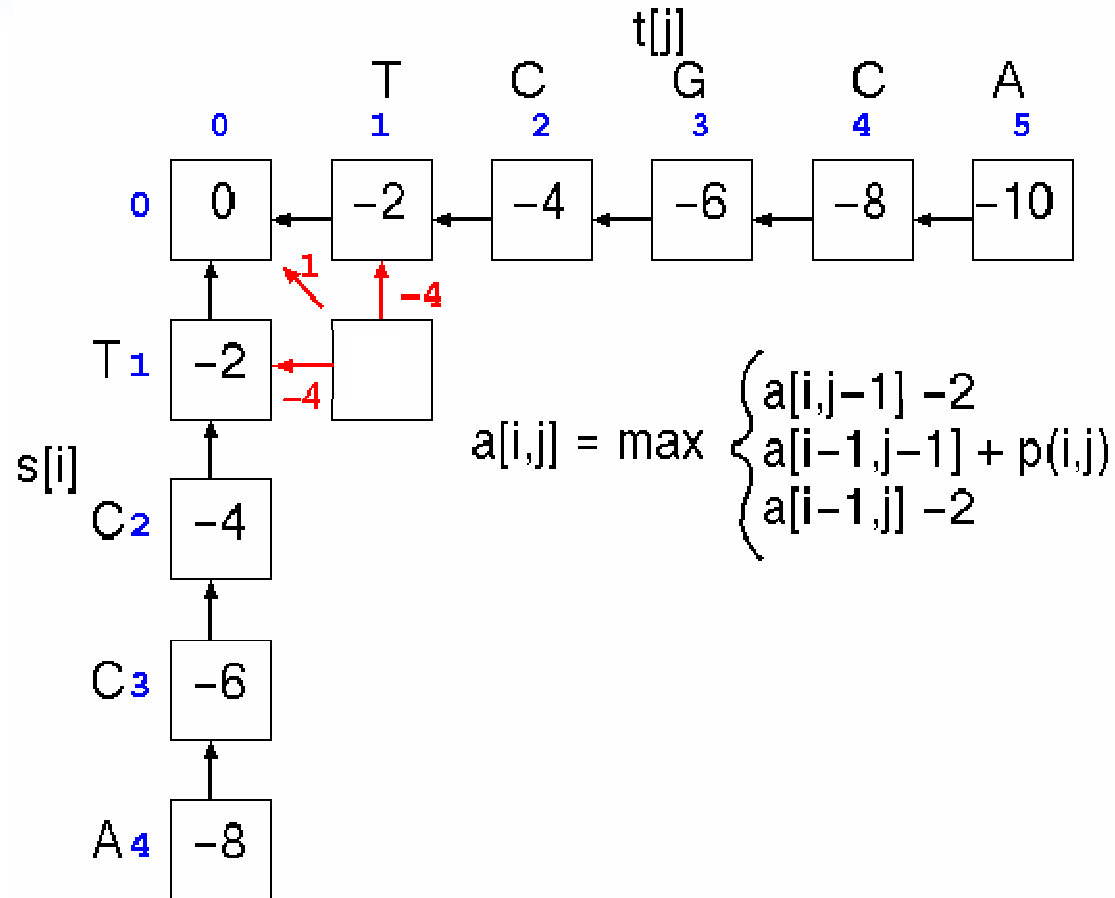 t[j]
T C G C A
0 1 2 3 4 5
0 0 −2 −4 −6 −8 −10
1 −4
T 1 −2
−4
a[i,j−1] −2
a[i,j] = max a[i−1,j−1] + p(i,j)
a[i−1,j] −2
s[i]
C 2 −4
C 3 −6
A 4 −8